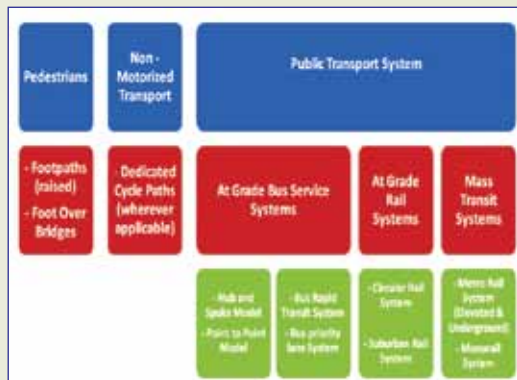 Pedestrians
Non -
Motorized
Transport
Public Transport System
- Footpaths
(raised)
- Foot Over
Bridges
- Dedicated
Cycle Paths
(wherever
applicable)
At Grade Bus Service
Systems
At Grade
Rail
Systems
Mass
Transit
Systems
- Hub and
Spoke Model
- Point to Point
Model
- Bus Rapid
Transit System
- Bus priority
lane System
- Circular Rail
System
- Suburban Rail
System
- Metro Rail
System
(Elevated &
Underground)
- Monorail
System